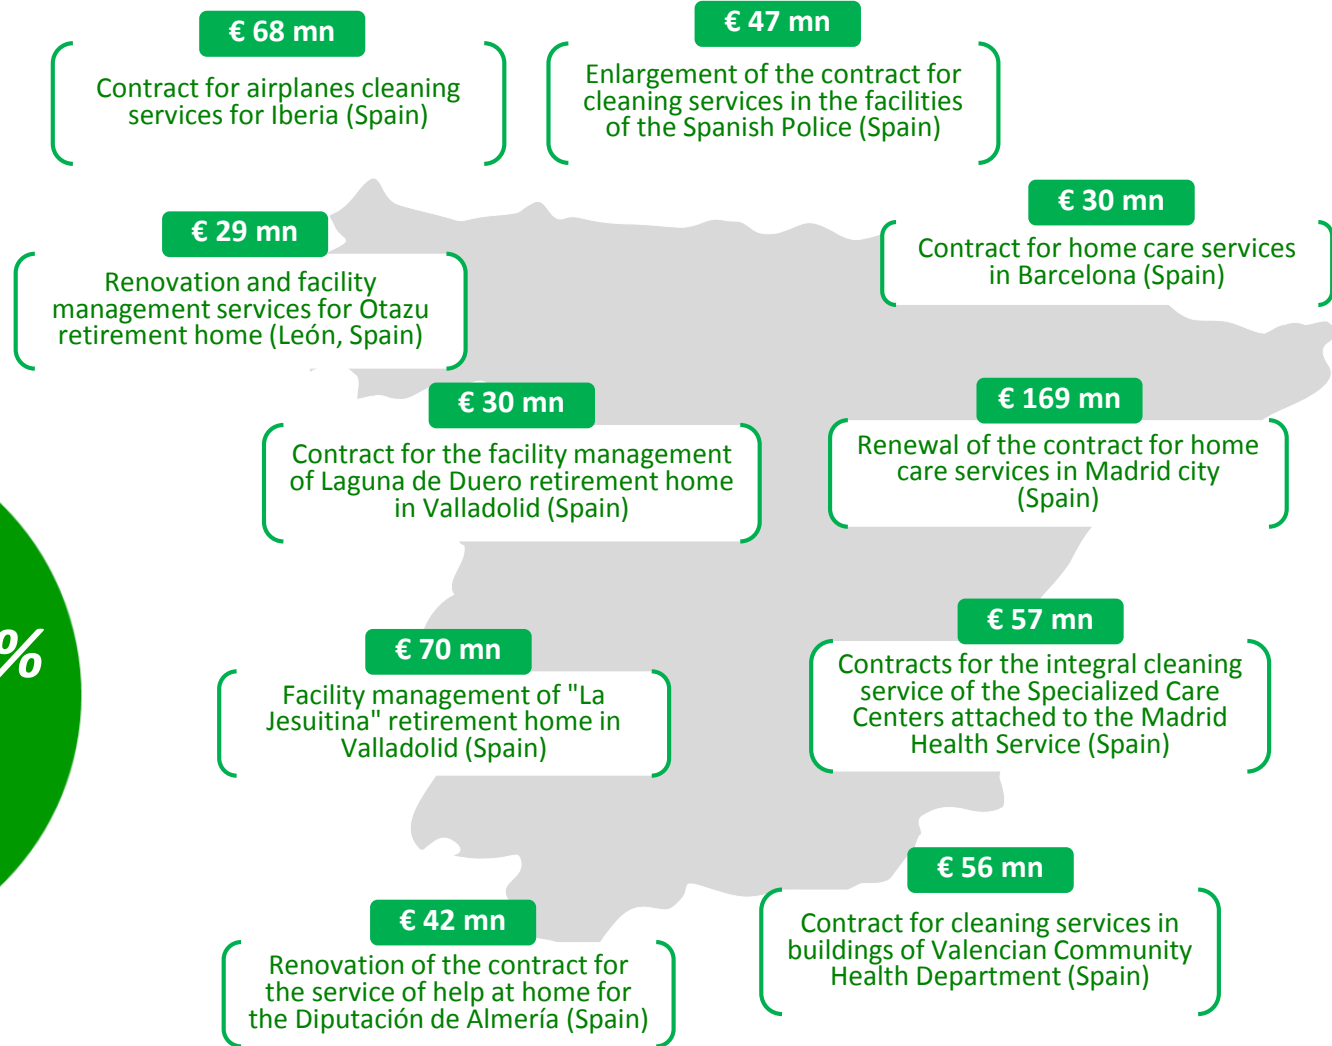 € 68 mn
Contract for airplanes cleaning
services for Iberia (Spain)
€ 47 mn
Enlargement of the contract for
cleaning services in the facilities
of the Spanish Police (Spain)
€ 29 mn
Renovation and facility
management services for Otazu
retirement home (León, Spain)
€ 30 mn
Contract for home care services
in Barcelona (Spain)
€ 30 mn
Contract for the facility management
of Laguna de Duero retirement home
in Valladolid (Spain)
€ 169 mn
Renewal of the contract for home
care services in Madrid city
(Spain)
%
€ 70 mn
Facility management of "La
Jesuitina" retirement home in
Valladolid (Spain)
€ 57 mn
Contracts for the integral cleaning
service of the Specialized Care
Centers attached to the Madrid
Health Service (Spain)
€ 42 mn
Renovation of the contract for
the service of help at home for
the Diputación de Almería (Spain)
€ 56 mn
Contract for cleaning services in
buildings of Valencian Community
Health Department (Spain)